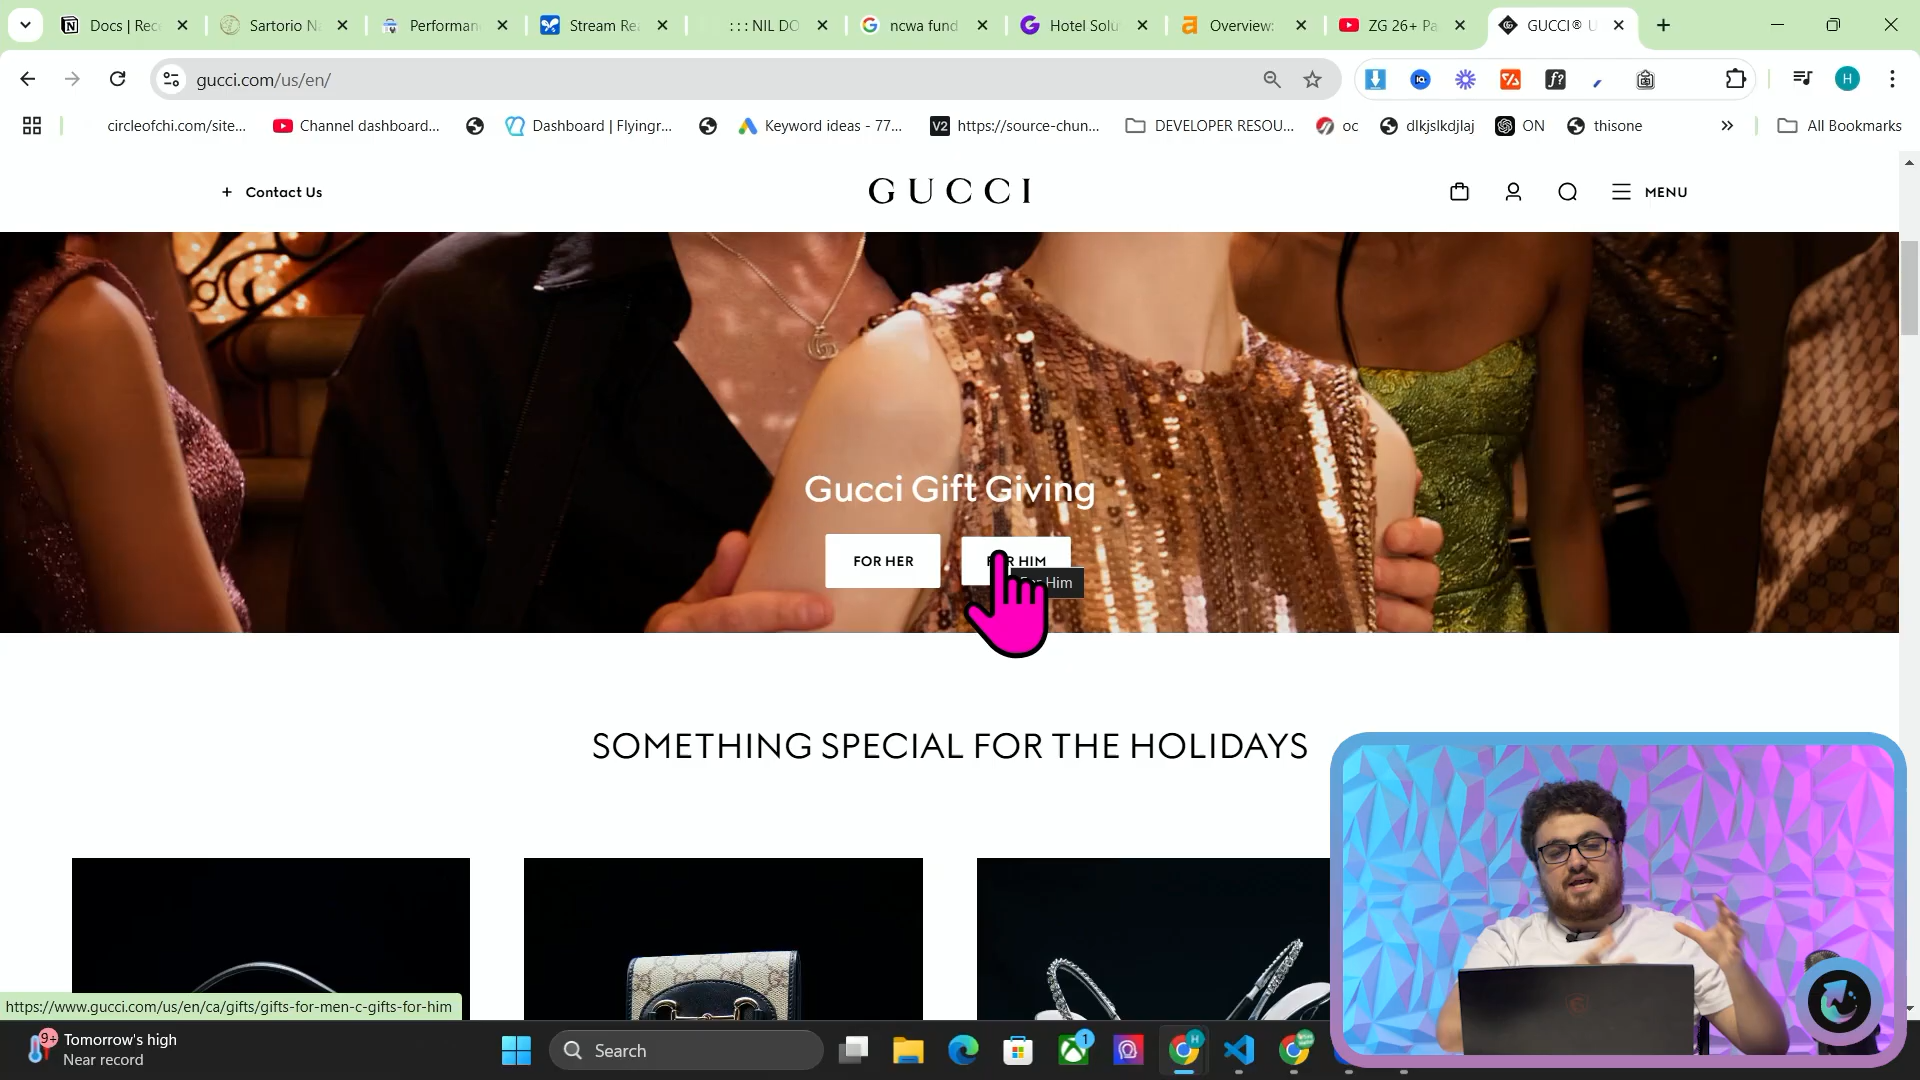 Docs | Rec
Sartorio N
Performan
Stream Re
: : : NIL DO
ncwa fund
Hotel Solu
Overview:
ZG 26+ Pa
GUCCI® U
gucci.com/us/en/
H
circleofchi.com/site...
Channel dashboard...
Dashboard | Flyingr...
Keyword ideas - 77...
V2
https://source-chun...
DEVELOPER RESOU...
oc
dlkjslkdjlaj
ON
thisone
All Bookmarks
+ Contact Us
GUCCI
MENU
Gucci Gift Giving
FOR HER
HIM
Him
SOMETHING SPECIAL FOR THE HOLIDAYS
https://www.gucci.com/us/en/ca/gifts/gifts-for-men-c-gifts-for-him
9+
Tomorrow's high
Near record
Search
1
H